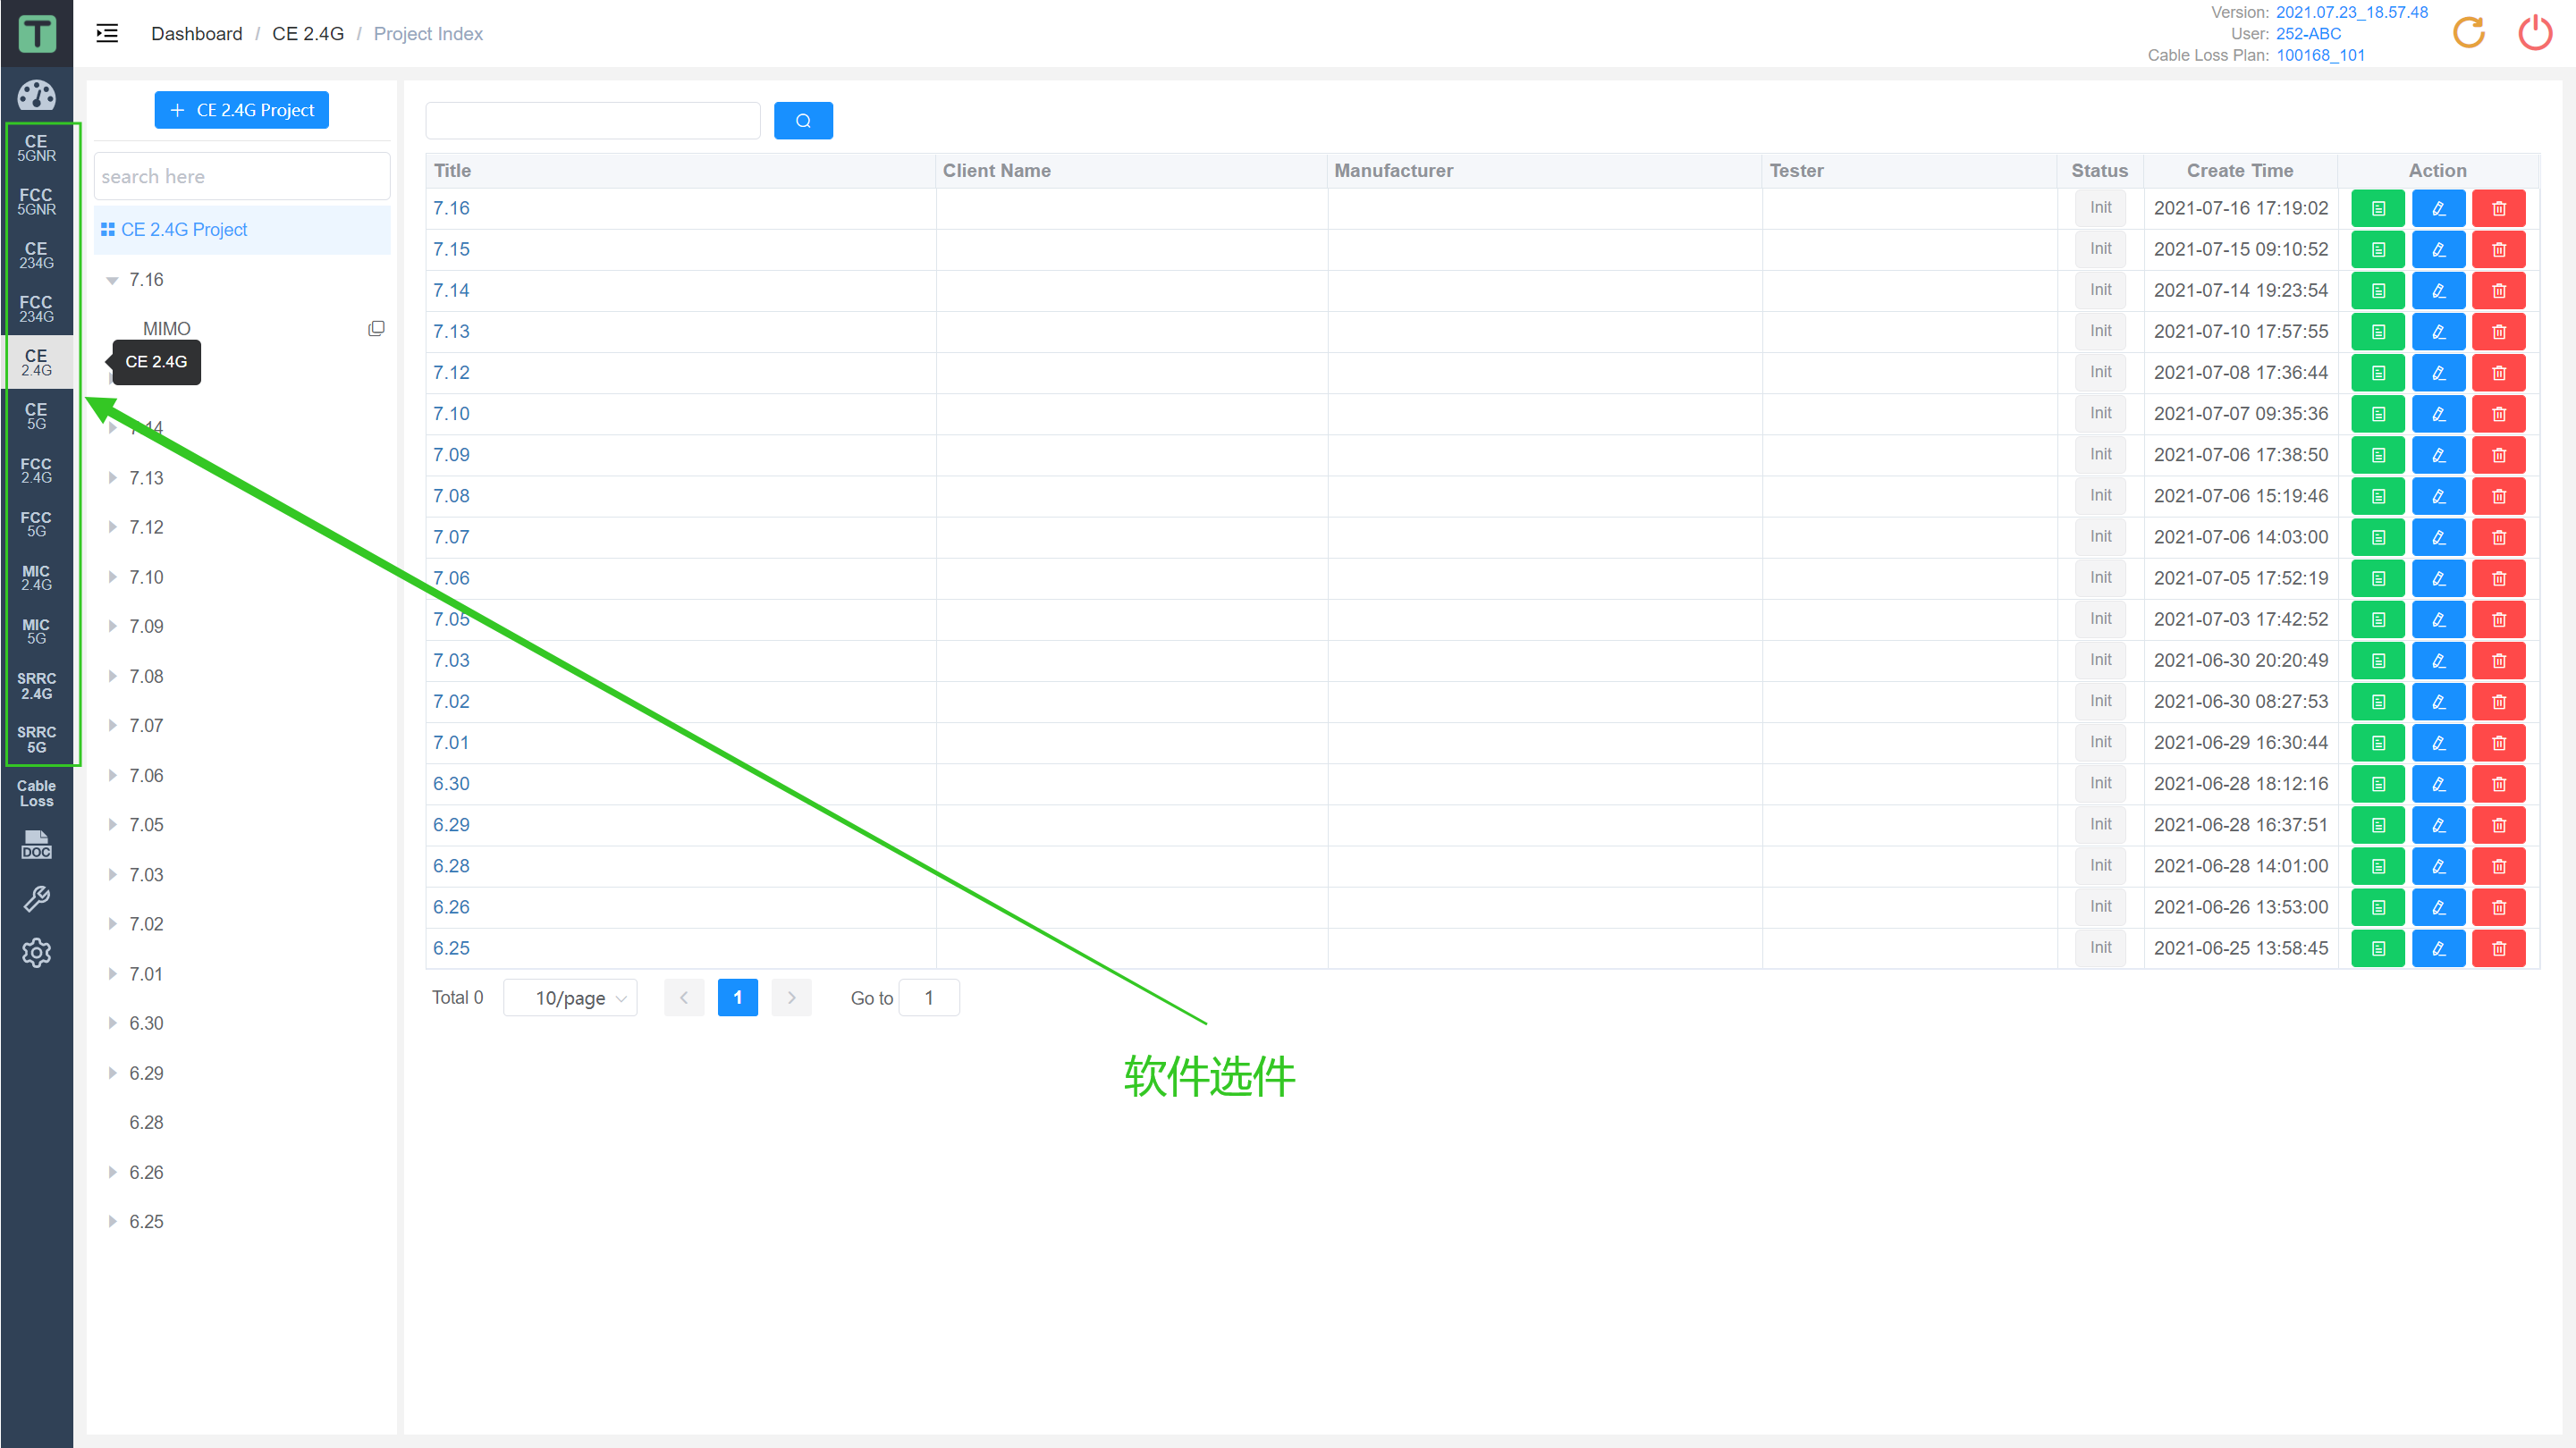 T
Dashboard / CE 2.4G / Project Index
Version: 2021.07.23_18.57.48
User: 252-ABC
Cable Loss Plan: 100168_101
CE
5GNR
FCC
5GNR
CE
234G
FCC
234G
CE
2.4G
CE
5G
FCC
2.4G
FCC
5G
MIC
2.4G
MIC
5G
SRRC
2.4G
SRRC
5G
Cable
Loss
DOC
+ CE 2.4G Project
search here
CE 2.4G Project
7.16
MIMO
CE 2.4G
7.14
7.13
7.12
7.10
7.09
7.08
7.07
7.06
7.05
7.03
7.02
7.01
6.30
6.29
6.28
6.26
6.25
Title Client Name Manufacturer Tester Status Create Time Action
7.16 Init 2021-07-16 17:19:02
7.15 Init 2021-07-15 09:10:52
7.14 Init 2021-07-14 19:23:54
7.13 Init 2021-07-10 17:57:55
7.12 Init 2021-07-08 17:36:44
7.10 Init 2021-07-07 09:35:36
7.09 Init 2021-07-06 17:38:50
7.08 Init 2021-07-06 15:19:46
7.07 Init 2021-07-06 14:03:00
7.06 Init 2021-07-05 17:52:19
7.05 Init 2021-07-03 17:42:52
7.03 Init 2021-06-30 20:20:49
7.02 Init 2021-06-30 08:27:53
7.01 Init 2021-06-29 16:30:44
6.30 Init 2021-06-28 18:12:16
6.29 Init 2021-06-28 16:37:51
6.28 Init 2021-06-28 14:01:00
6.26 Init 2021-06-26 13:53:00
6.25 Init 2021-06-25 13:58:45
Total 0 10/page 1 Go to 1
软件选件